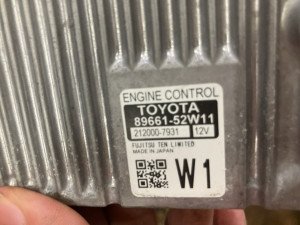 ENGINE CONTROL
TOYOTA
89661-52W11
212000-7931 12V
FUJITSU TEN LIMITED
MADE IN JAPAN
W1